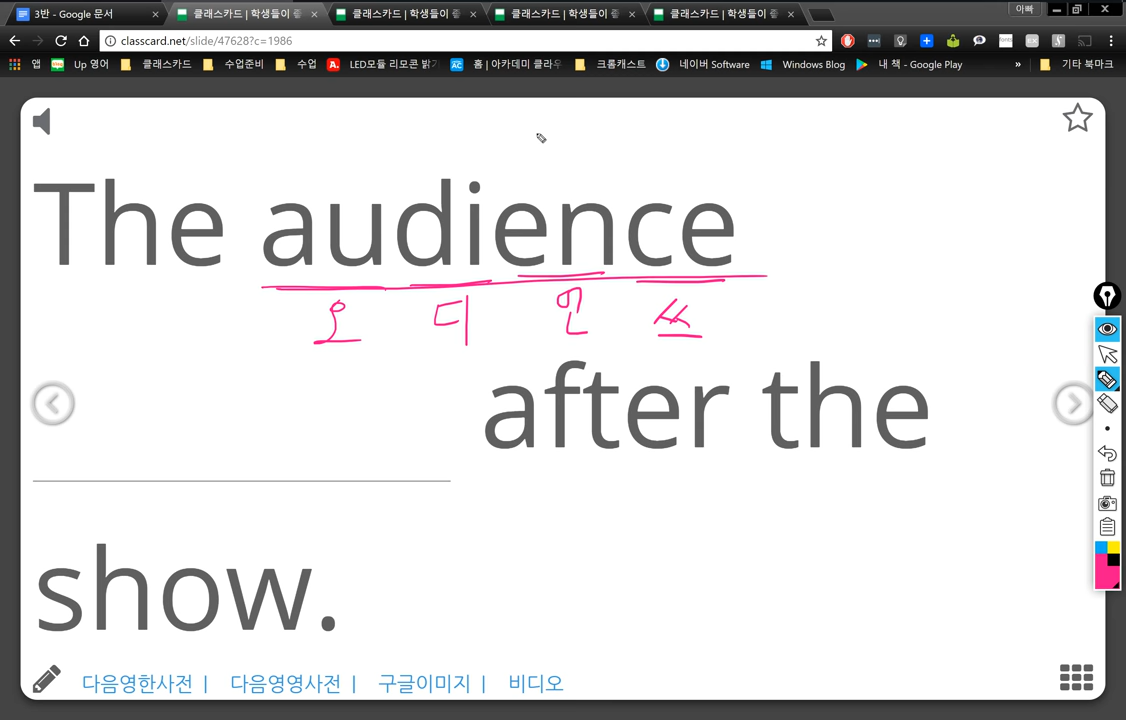 3반 - Google 문서
클래스카드 | 학생들이 좋
클래스카드 | 학생들이 좋
클래스카드 | 학생들이 좋
클래스카드 | 학생들이 좋
아빠
classcard.net/slide/47628?c=1986
앱
Up 영어
클래스카드
수업준비
수업
LED모듈 리모콘 밝기
홈 | 아카데미 클라우
크롬캐스트
네이버 Software
Windows Blog
내 책 - Google Play
»
기타 북마크
The audience
오 디 언 쓰
after the
show.
다음영한사전 | 다음영영사전 | 구글이미지 | 비디오